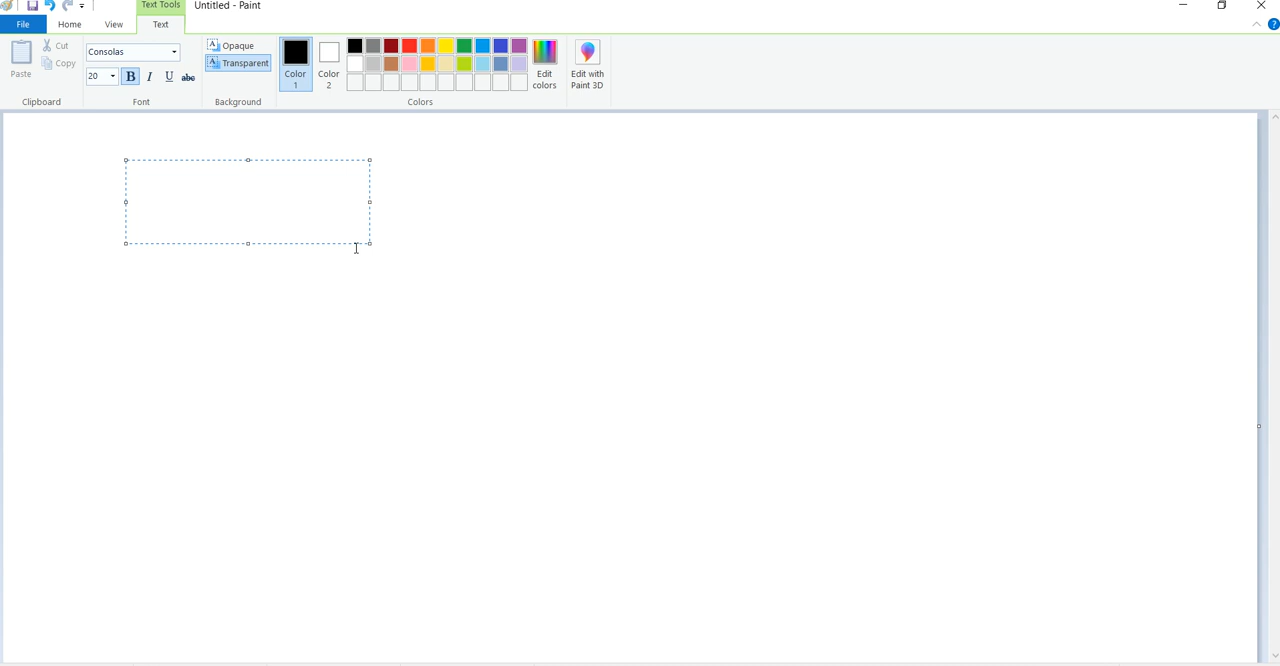 Text Tools Untitled - Paint
File Home View Text
Paste Cut Copy
Clipboard
Consolas
20 B I U abc
Font
Opaque
Transparent
Background
Color 1
Color 2
Edit colors
Colors
Edit with Paint 3D